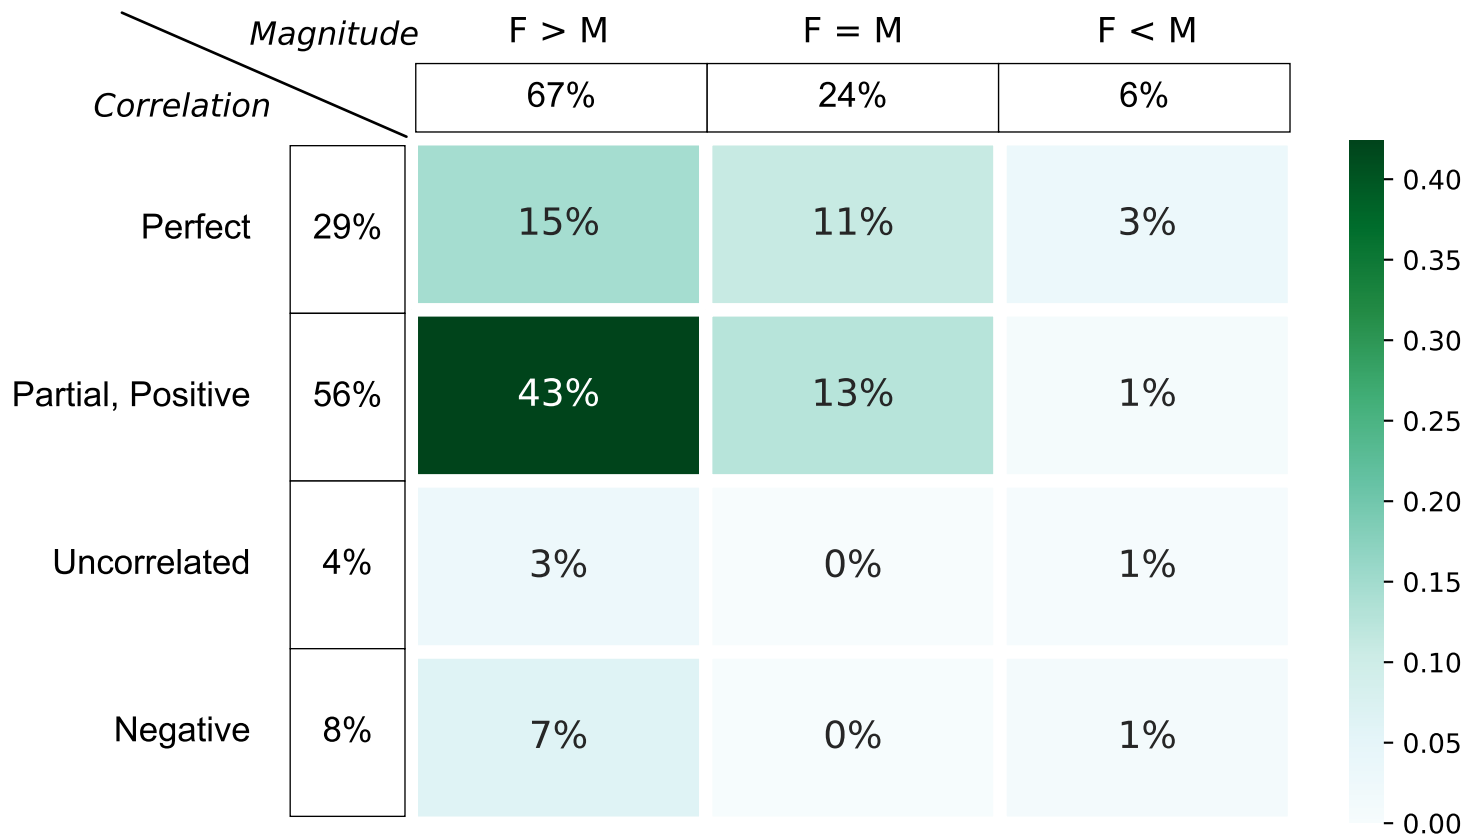 Magnitude F > M F = M F < M
67% 24% 6%
Correlation
Perfect 29% 15% 11% 3%
Partial, Positive 56% 43% 13% 1%
Uncorrelated 4% 3% 0% 1%
Negative 8% 7% 0% 1%
0.40
0.35
0.30
0.25
0.20
0.15
0.10
0.05
0.00